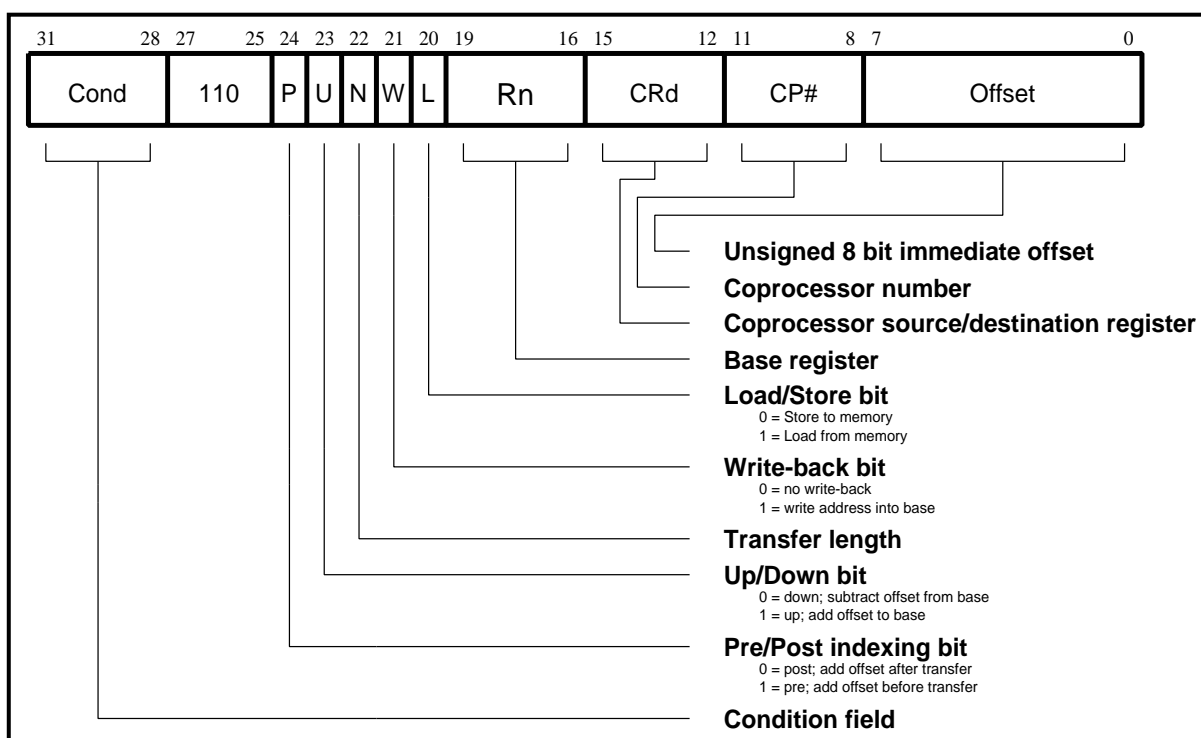 31 28 27 25 24 23 22 21 20 19 16 15 12 11 8 7 0
Cond 110 P U N W L Rn CRd CP# Offset
Unsigned 8 bit immediate offset
Coprocessor number
Coprocessor source/destination register
Base register
Load/Store bit
0 = Store to memory
1 = Load from memory
Write-back bit
0 = no write-back
1 = write address into base
Transfer length
Up/Down bit
0 = down; subtract offset from base
1 = up; add offset to base
Pre/Post indexing bit
0 = post; add offset after transfer
1 = pre; add offset before transfer
Condition field